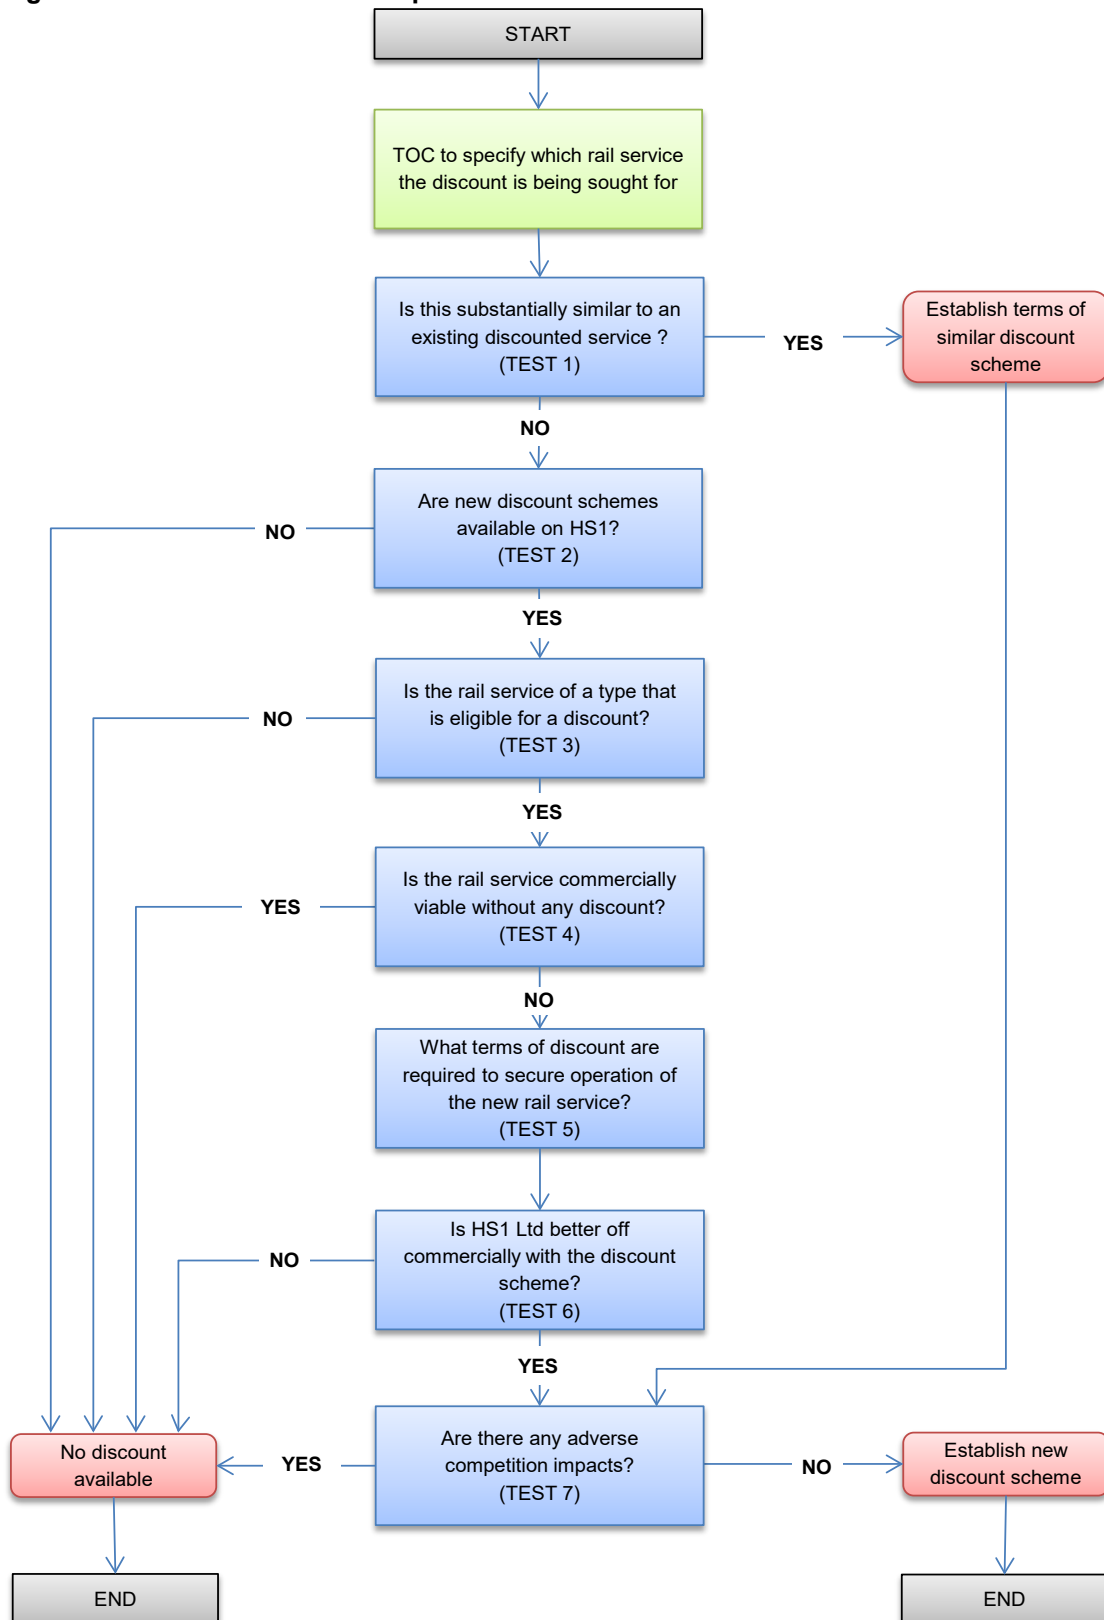 START
TOC to specify which rail service
the discount is being sought for
Is this substantially similar to an
existing discounted service ?
(TEST 1)
YES
Establish terms of
similar discount
scheme
NO
Are new discount schemes
available on HS1?
(TEST 2)
NO
YES
Is the rail service of a type that
is eligible for a discount?
(TEST 3)
NO
YES
Is the rail service commercially
viable without any discount?
(TEST 4)
YES
NO
What terms of discount are
required to secure operation of
the new rail service?
(TEST 5)
Is HS1 Ltd better off
commercially with the discount
scheme?
(TEST 6)
NO
YES
Are there any adverse
competition impacts?
(TEST 7)
YES
No discount
available
NO
Establish new
discount scheme
END
END